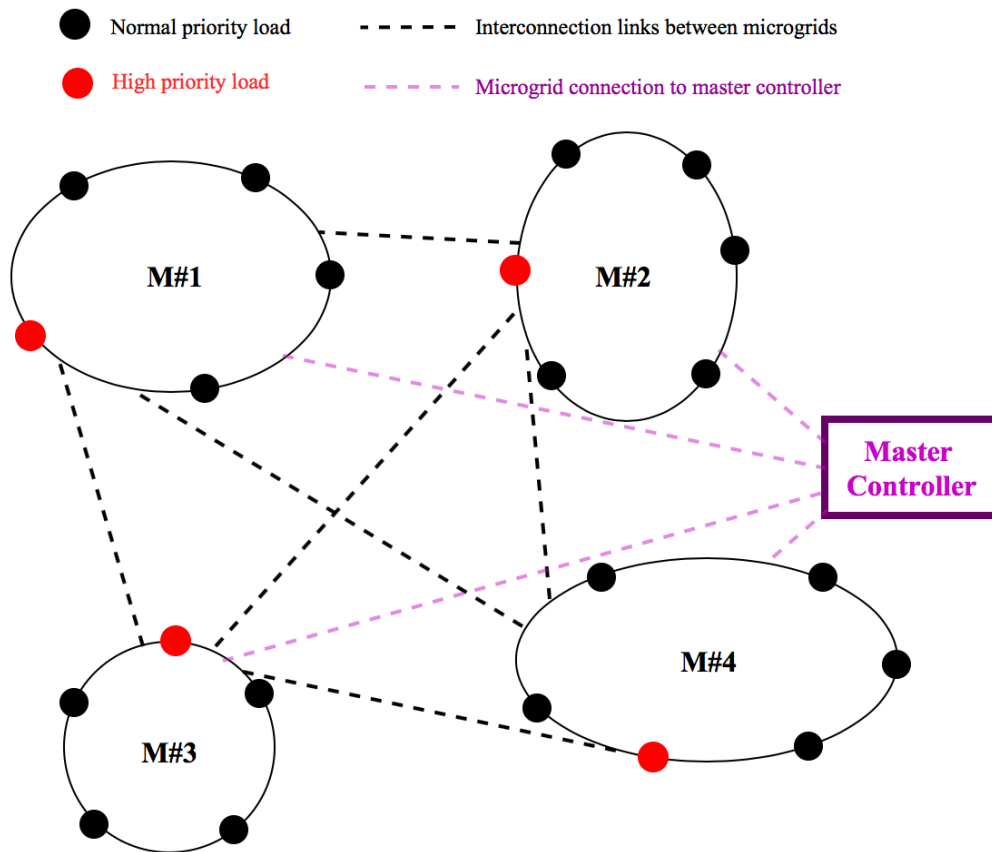 Normal priority load
Interconnection links between microgrids
High priority load
Microgrid connection to master controller
M#1
M#2
Master
Controller
M#4
M#3